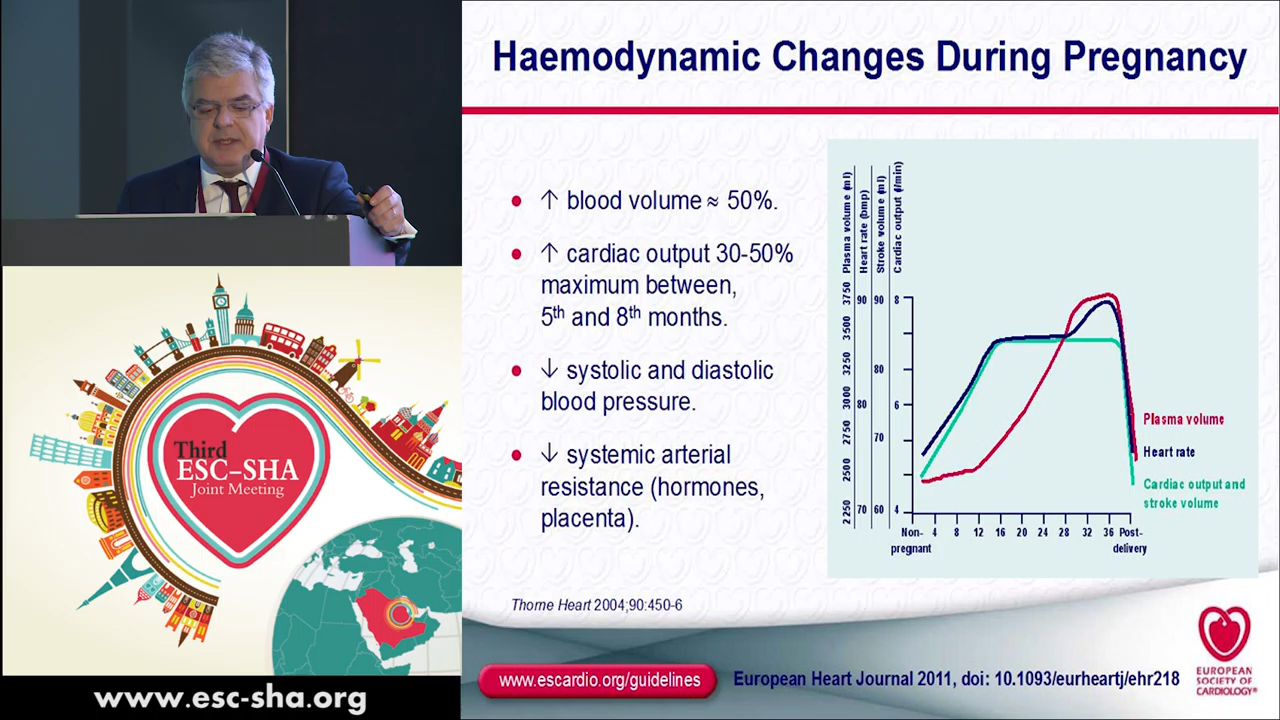 Haemodynamic Changes During Pregnancy
• ↑ blood volume ≈ 50%.
• ↑ cardiac output 30-50%
maximum between,
5th and 8th months.
• ↓ systolic and diastolic
blood pressure.
• ↓ systemic arterial
resistance (hormones,
placenta).
Thorne Heart 2004;90:450-6
Plasma volume (ml)
Heart rate (bmp)
Stroke volume (ml)
Cardiac output (l/min)
3750
3500
3250
3000
2750
2500
2250
90
80
70
90
80
70
60
8
6
4
Non-pregnant 4 8 12 16 20 24 28 32 36 Post-delivery
Plasma volume
Heart rate
Cardiac output and
stroke volume
www.escardio.org/guidelines
European Heart Journal 2011, doi: 10.1093/eurheartj/ehr218
EUROPEAN
SOCIETY OF
CARDIOLOGY®
Third
ESC-SHA
Joint Meeting
www.esc-sha.org